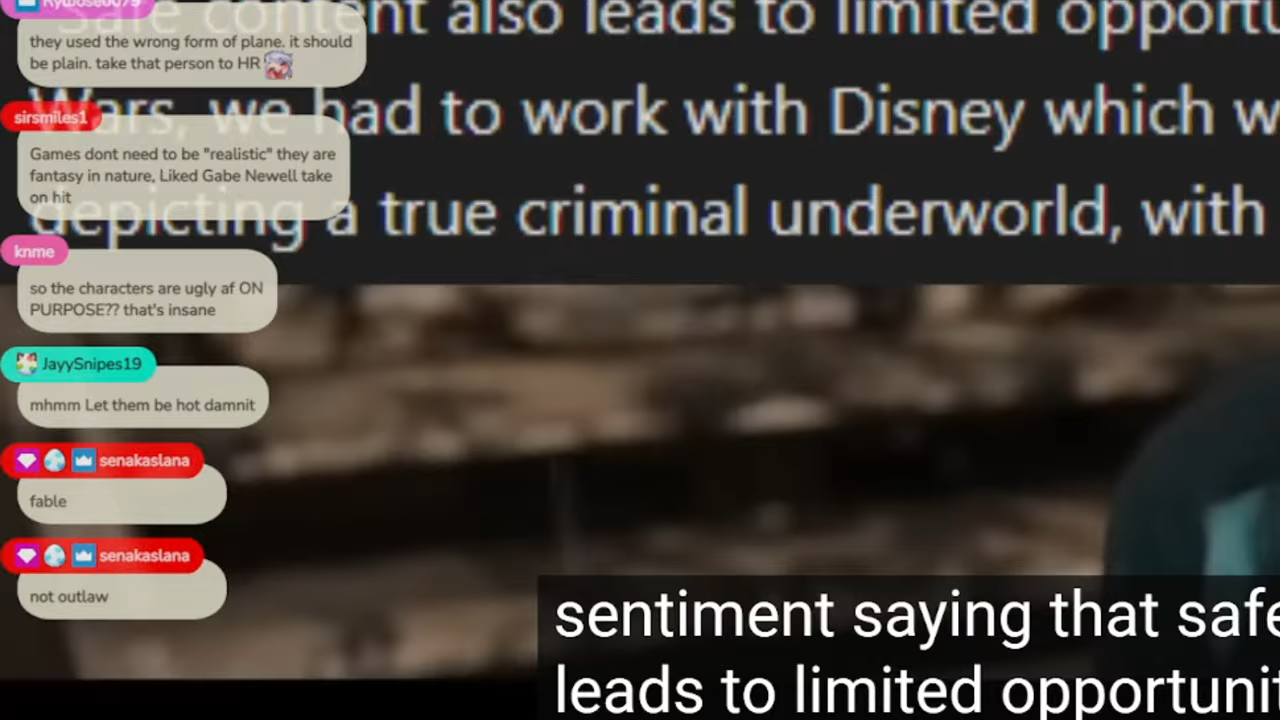 Safe content also leads to limited opportu
Wars, we had to work with Disney which w
depicting a true criminal underworld, with
they used the wrong form of plane. it should
be plain. take that person to HR
sirsmiles1
Games dont need to be "realistic" they are
fantasy in nature, Liked Gabe Newell take
on hit
knme
so the characters are ugly af ON
PURPOSE?? that's insane
JayySnipes19
mhmm Let them be hot damnit
senakaslana
fable
senakaslana
not outlaw
sentiment saying that safe
leads to limited opportunit